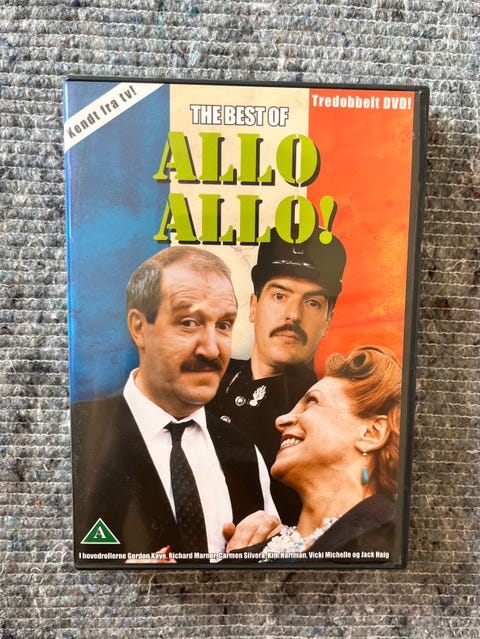 Kendt fra tv!
Tredobbelt DVD!
THE BEST OF
ALLO
ALLO!
A
I hovedrollerne Gordon Kaye, Richard Marner, Carmen Silvera, Kim Hartman, Vicki Michelle og Jack Haig